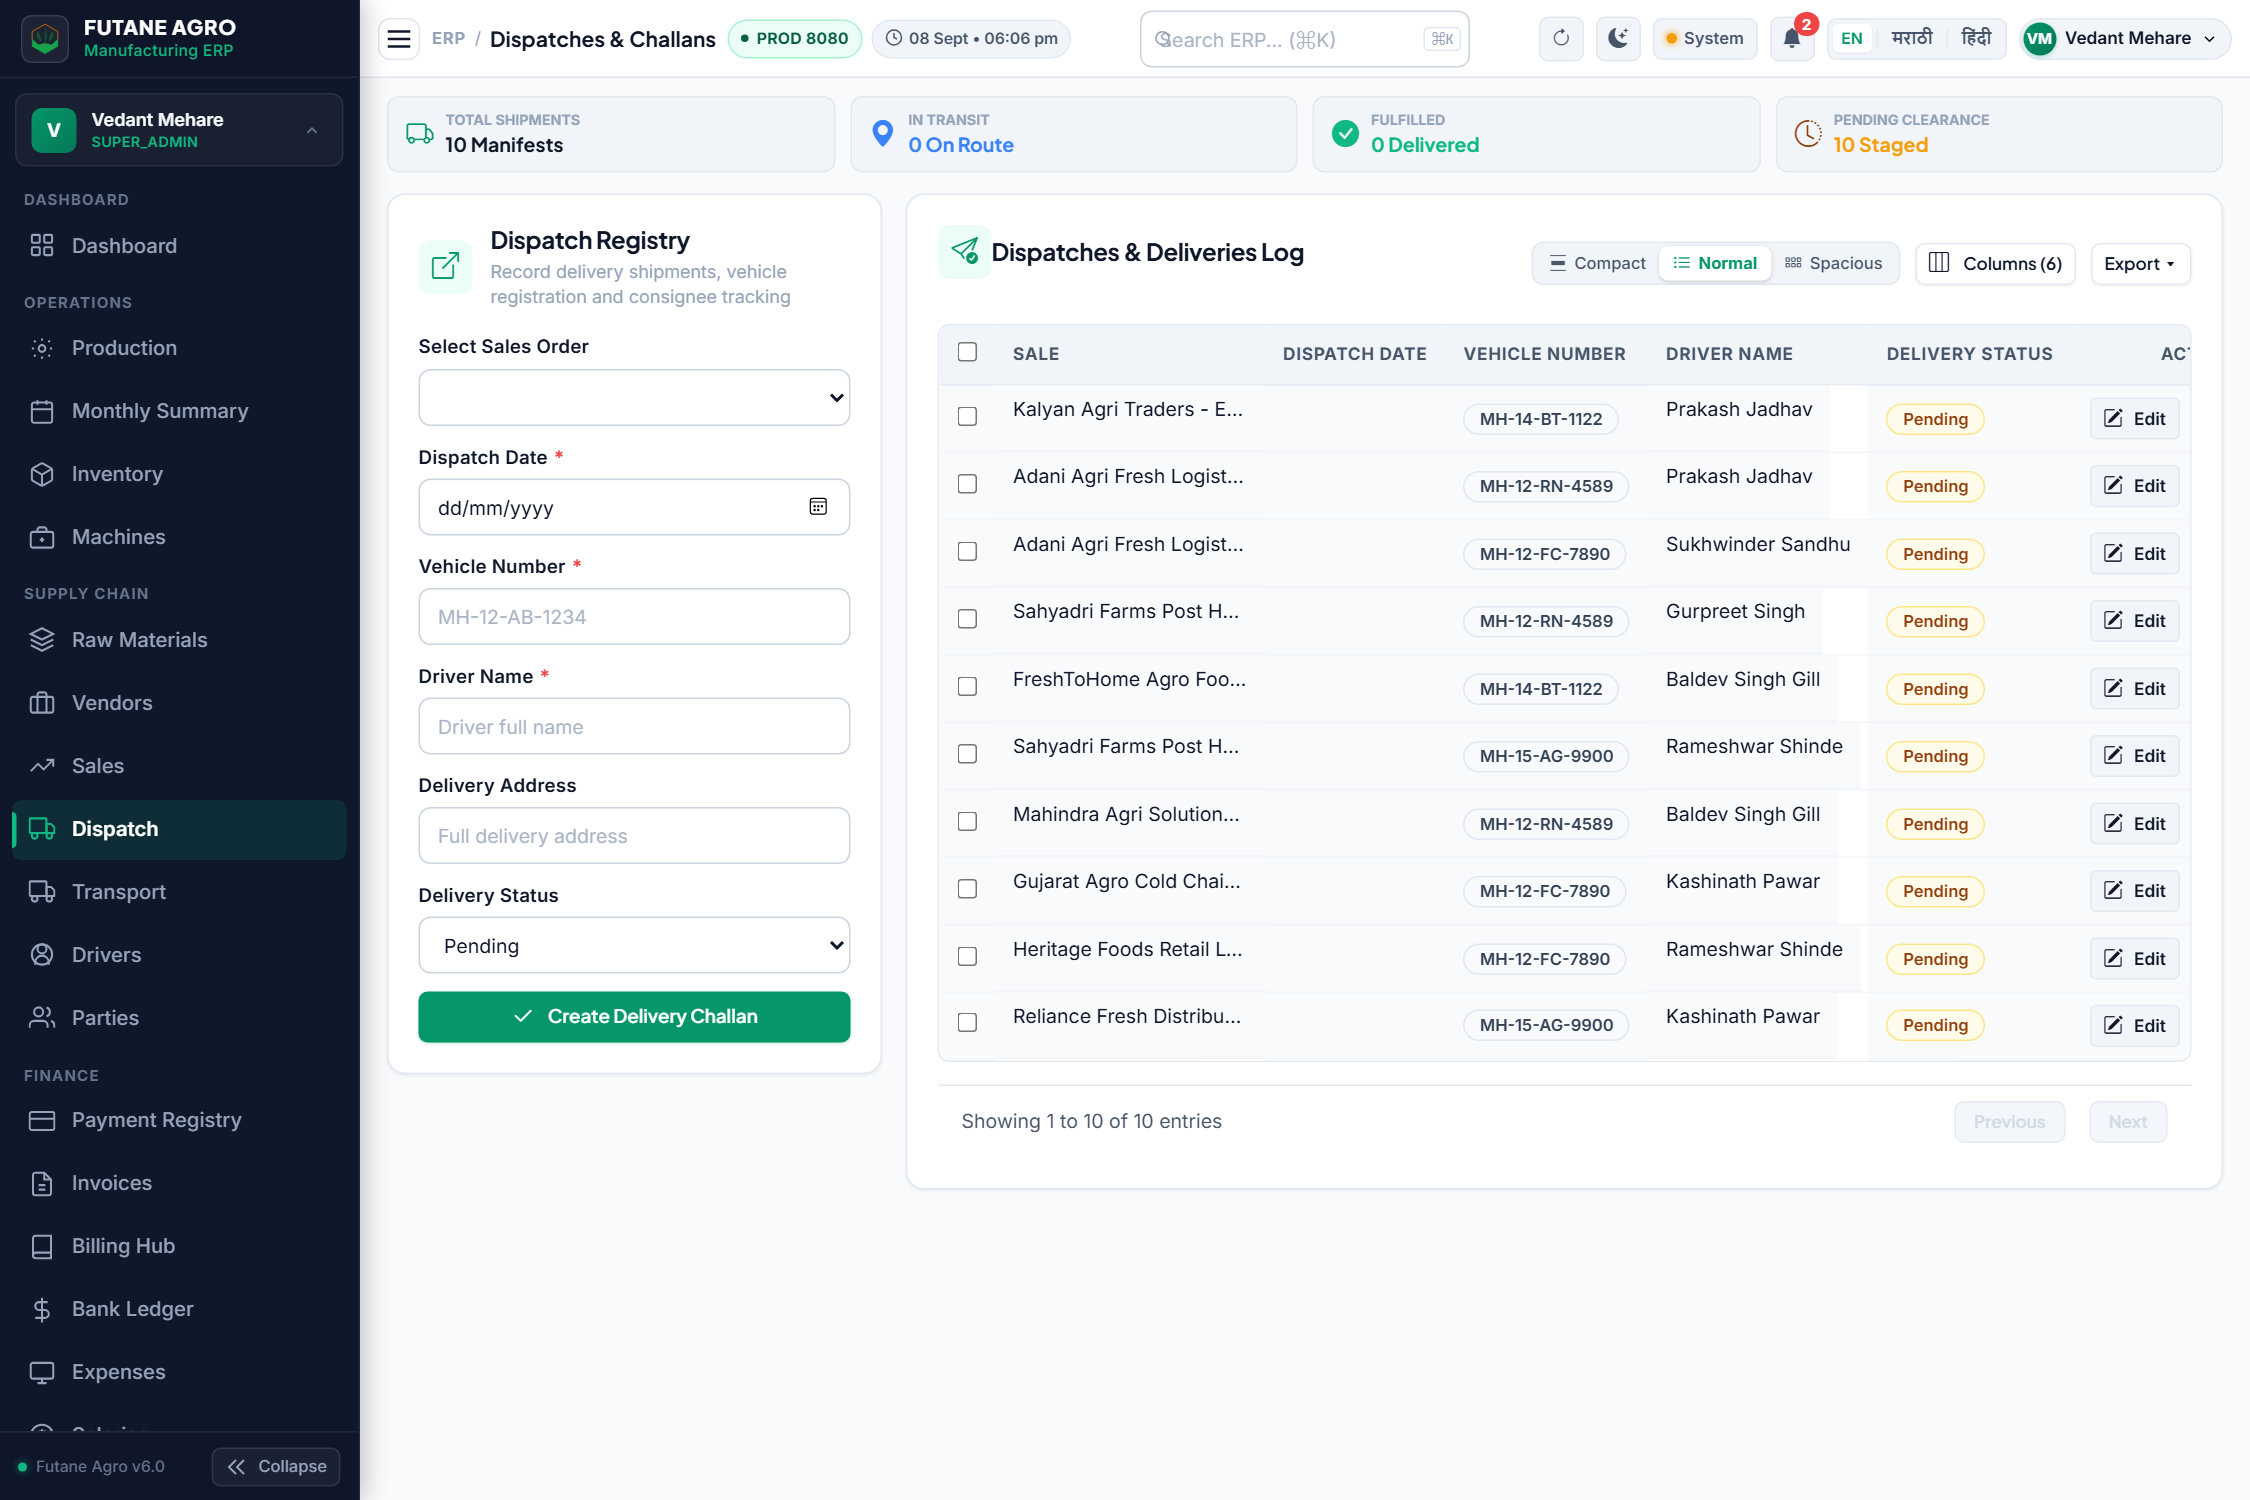 FUTANE AGRO
Manufacturing ERP
V
Vedant Mehare
SUPER_ADMIN
DASHBOARD
Dashboard
OPERATIONS
Production
Monthly Summary
Inventory
Machines
SUPPLY CHAIN
Raw Materials
Vendors
Sales
Dispatch
Transport
Drivers
Parties
FINANCE
Payment Registry
Invoices
Billing Hub
Bank Ledger
Expenses
Futane Agro v6.0
Collapse
ERP / Dispatches & Challans
PROD 8080
08 Sept • 06:06 pm
Search ERP... (⌘K)
⌘K
System
2
EN
मराठी
हिंदी
VM
Vedant Mehare
TOTAL SHIPMENTS
10 Manifests
IN TRANSIT
0 On Route
FULFILLED
0 Delivered
PENDING CLEARANCE
10 Staged
Dispatch Registry
Record delivery shipments, vehicle
registration and consignee tracking
Select Sales Order
Dispatch Date *
dd/mm/yyyy
Vehicle Number *
MH-12-AB-1234
Driver Name *
Driver full name
Delivery Address
Full delivery address
Delivery Status
Pending
Create Delivery Challan
Dispatches & Deliveries Log
Compact
Normal
Spacious
Columns (6)
Export
SALE DISPATCH DATE VEHICLE NUMBER DRIVER NAME DELIVERY STATUS ACT
Kalyan Agri Traders - E... MH-14-BT-1122 Prakash Jadhav Pending Edit
Adani Agri Fresh Logist... MH-12-RN-4589 Prakash Jadhav Pending Edit
Adani Agri Fresh Logist... MH-12-FC-7890 Sukhwinder Sandhu Pending Edit
Sahyadri Farms Post H... MH-12-RN-4589 Gurpreet Singh Pending Edit
FreshToHome Agro Foo... MH-14-BT-1122 Baldev Singh Gill Pending Edit
Sahyadri Farms Post H... MH-15-AG-9900 Rameshwar Shinde Pending Edit
Mahindra Agri Solution... MH-12-RN-4589 Baldev Singh Gill Pending Edit
Gujarat Agro Cold Chai... MH-12-FC-7890 Kashinath Pawar Pending Edit
Heritage Foods Retail L... MH-12-FC-7890 Rameshwar Shinde Pending Edit
Reliance Fresh Distribu... MH-15-AG-9900 Kashinath Pawar Pending Edit
Showing 1 to 10 of 10 entries
Previous
Next